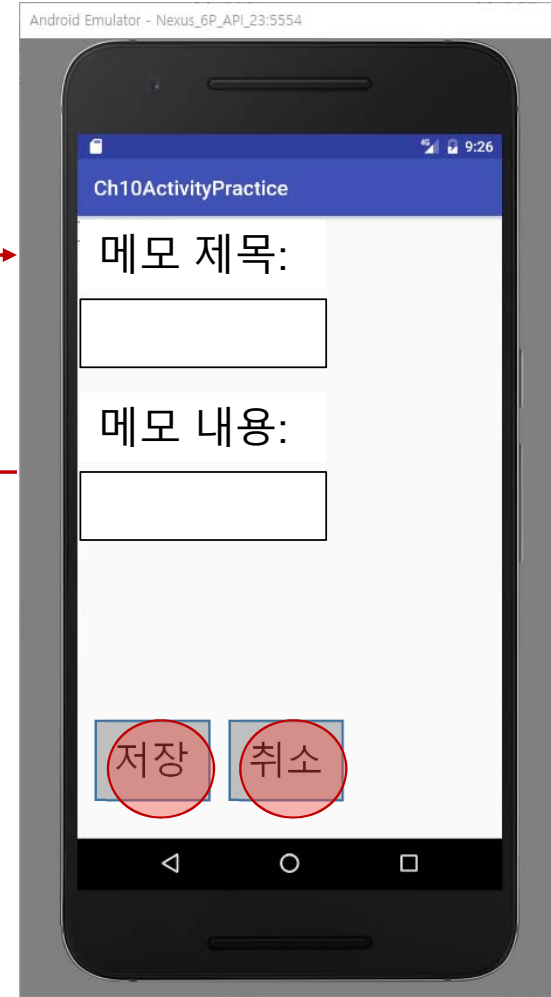 Android Emulator - Nexus_6P_API_23:5554
4G 9:26
Ch10ActivityPractice
메모 제목:
메모 내용:
저장 취소